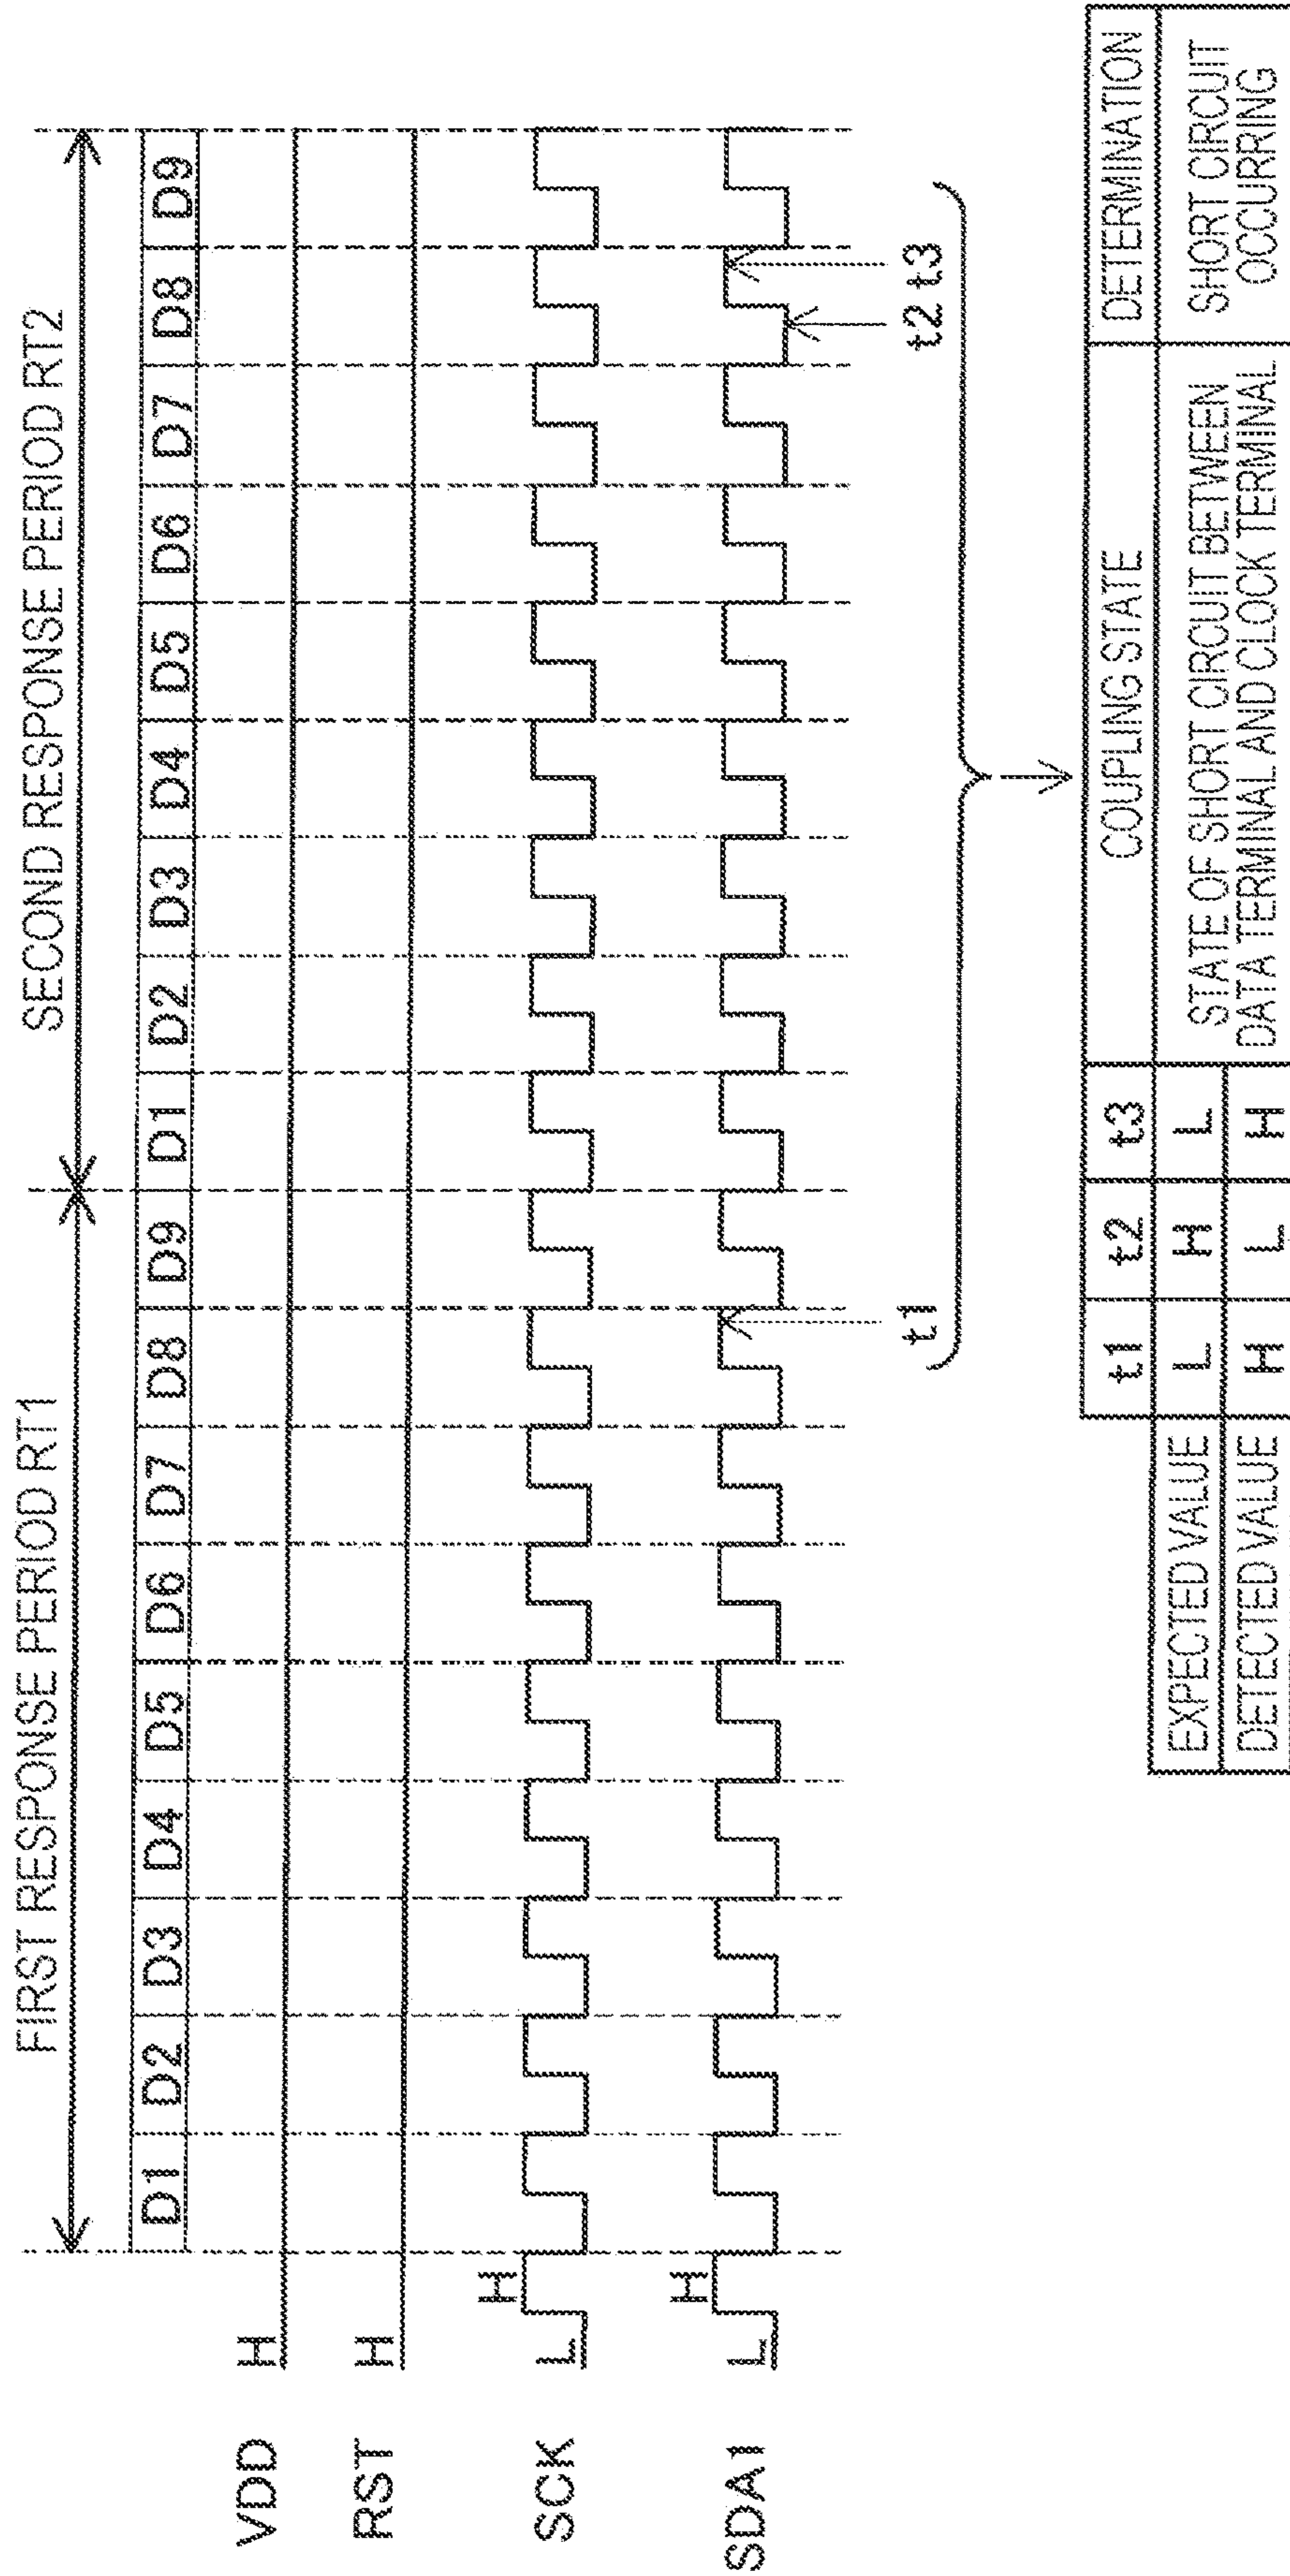 FIRST RESPONSE PERIOD RT1
SECOND RESPONSE PERIOD RT2
D1 D2 D3 D4 D5 D6 D7 D8 D9 D1 D2 D3 D4 D5 D6 D7 D8 D9
VDD H
RST H
SCK L H
SDA1 L H
t1 t2 t3
t1 t2 t3 COUPLING STATE DETERMINATION
EXPECTED VALUE L H L
DETECTED VALUE H L H
STATE OF SHORT CIRCUIT BETWEEN
DATA TERMINAL AND CLOCK TERMINAL
SHORT CIRCUIT
OCCURRING